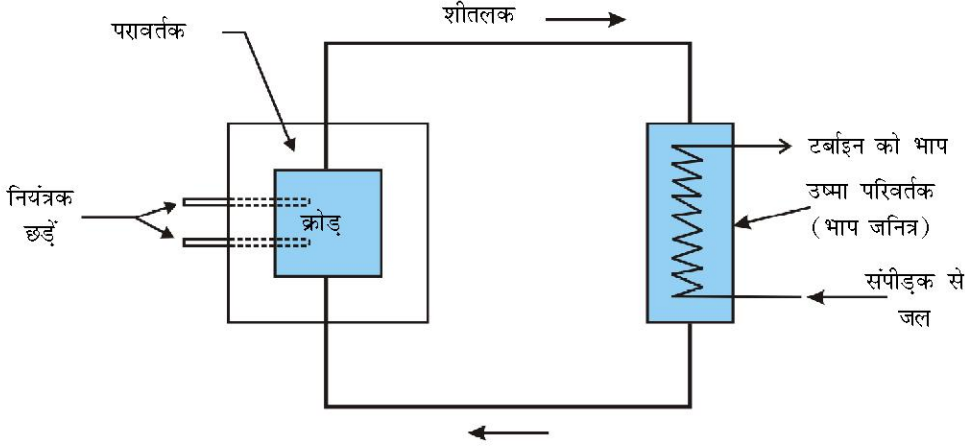 शीतलक
परावर्तक
टर्बाइन को भाप
नियंत्रक
छड़ें
क्रोड़
उष्मा परिवर्तक
(भाप जनित्र)
संपीड़क से
जल